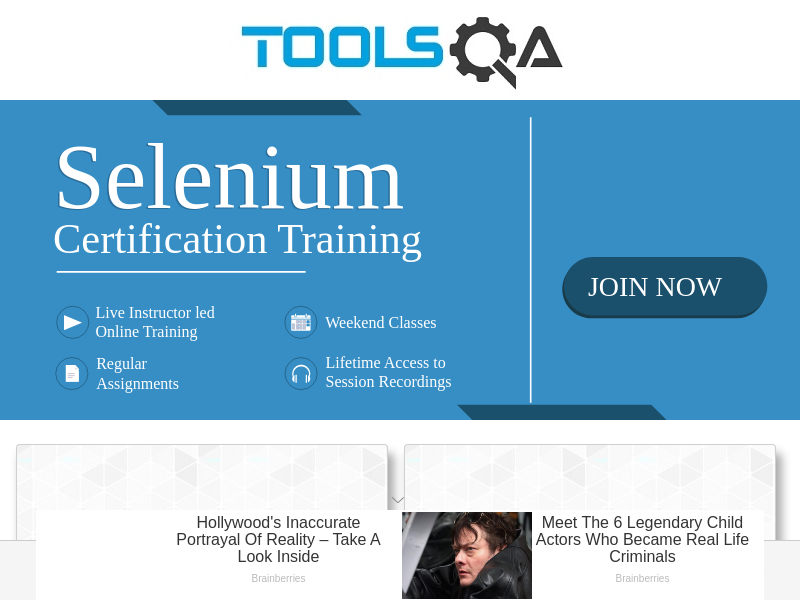 TOOLSQA
Selenium
Certification Training
Live Instructor led
Online Training
Weekend Classes
Regular
Assignments
Lifetime Access to
Session Recordings
JOIN NOW
Hollywood's Inaccurate
Portrayal Of Reality – Take A
Look Inside
Brainberries
Meet The 6 Legendary Child
Actors Who Became Real Life
Criminals
Brainberries